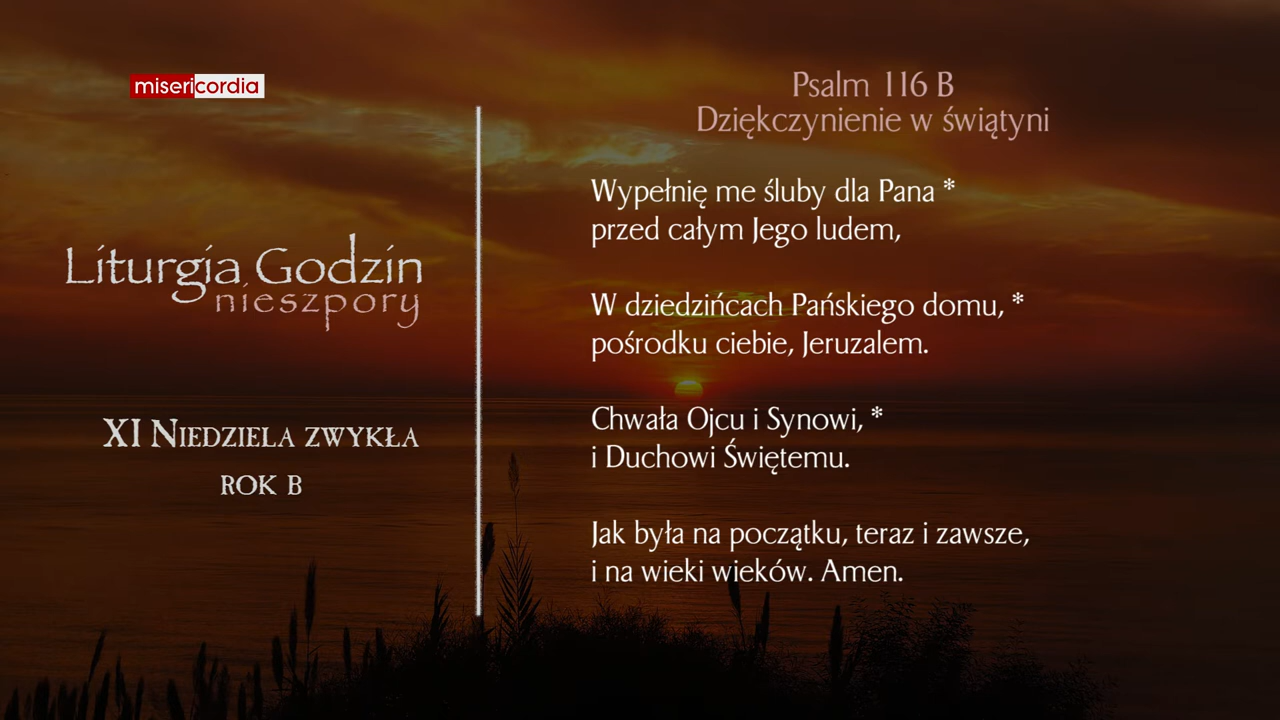 misericordia
Liturgia Godzin
nieszpory
XI Niedziela zwykła
rok B
Psalm 116 B
Dziękczynienie w świątyni
Wypełnię me śluby dla Pana *
przed całym Jego ludem,
W dziedzińcach Pańskiego domu, *
pośrodku ciebie, Jeruzalem.
Chwała Ojcu i Synowi, *
i Duchowi Świętemu.
Jak była na początku, teraz i zawsze,
i na wieki wieków. Amen.